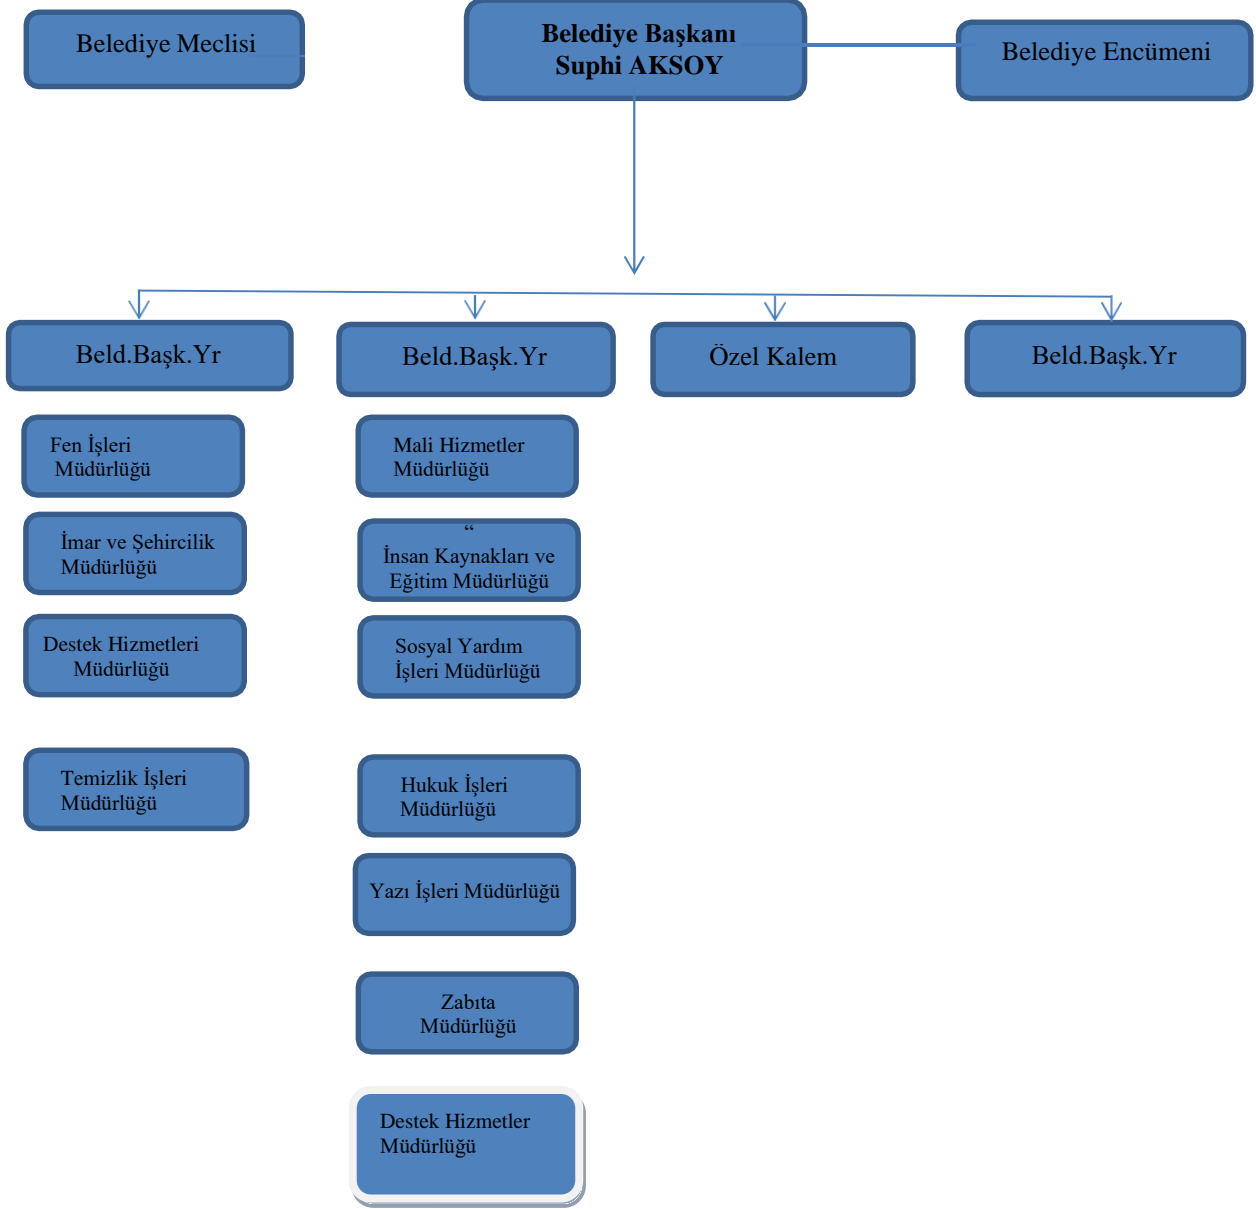 Belediye Meclisi
Belediye Başkanı
Suphi AKSOY
Belediye Encümeni
Beld.Başk.Yr
Beld.Başk.Yr
Özel Kalem
Beld.Başk.Yr
Fen İşleri
Müdürlüğü
İmar ve Şehircilik
Müdürlüğü
Destek Hizmetleri
Müdürlüğü
Temizlik İşleri
Müdürlüğü
Mali Hizmetler
Müdürlüğü
“
İnsan Kaynakları ve
Eğitim Müdürlüğü
Sosyal Yardım
İşleri Müdürlüğü
Hukuk İşleri
Müdürlüğü
Yazı İşleri Müdürlüğü
Zabıta
Müdürlüğü
Destek Hizmetler
Müdürlüğü